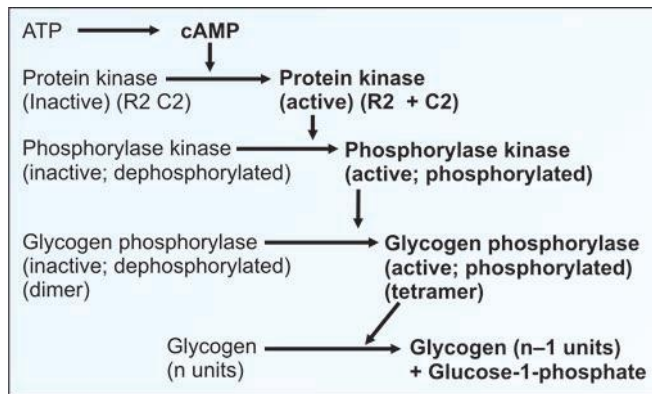 ATP cAMP
Protein kinase Protein kinase
(Inactive) (R2 C2) (active) (R2 + C2)
Phosphorylase kinase Phosphorylase kinase
(inactive; dephosphorylated) (active; phosphorylated)
Glycogen phosphorylase Glycogen phosphorylase
(inactive; dephosphorylated) (active; phosphorylated)
(dimer) (tetramer)
Glycogen Glycogen (n–1 units)
(n units) + Glucose-1-phosphate